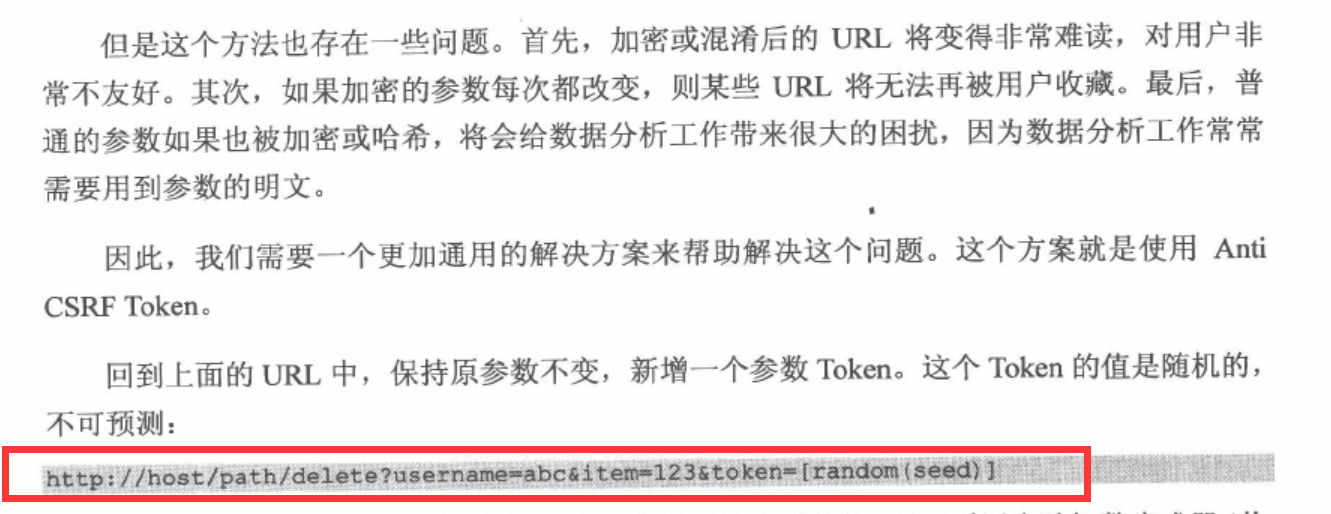 但是这个方法也存在一些问题。首先，加密或混淆后的 URL 将变得非常难读，对用户非
常不友好。其次，如果加密的参数每次都改变，则某些 URL 将无法再被用户收藏。最后，普
通的参数如果也被加密或哈希，将会给数据分析工作带来很大的困扰，因为数据分析工作常常
需要用到参数的明文。
因此，我们需要一个更加通用的解决方案来帮助解决这个问题。这个方案就是使用 Anti
CSRF Token。
回到上面的 URL 中，保持原参数不变，新增一个参数 Token。这个 Token 的值是随机的，
不可预测：
http://host/path/delete?username=abc&item=123&token=[random(seed)]